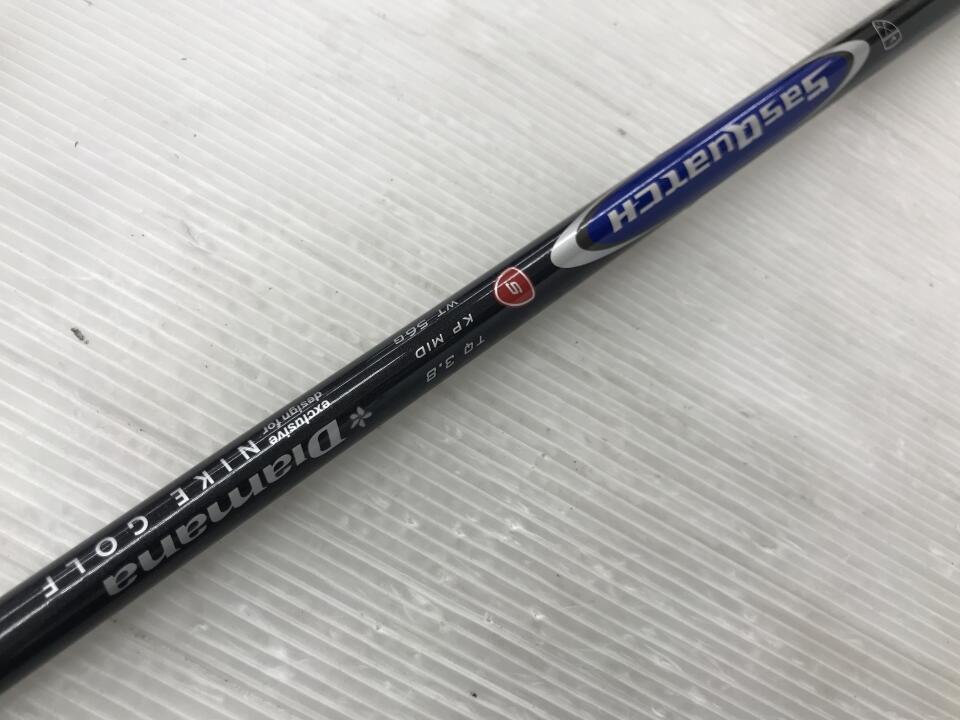 SasQuatch
S
WT 56G
KP MID
TQ 3.8
Diamana
exclusive
design for
NIKE GOLF